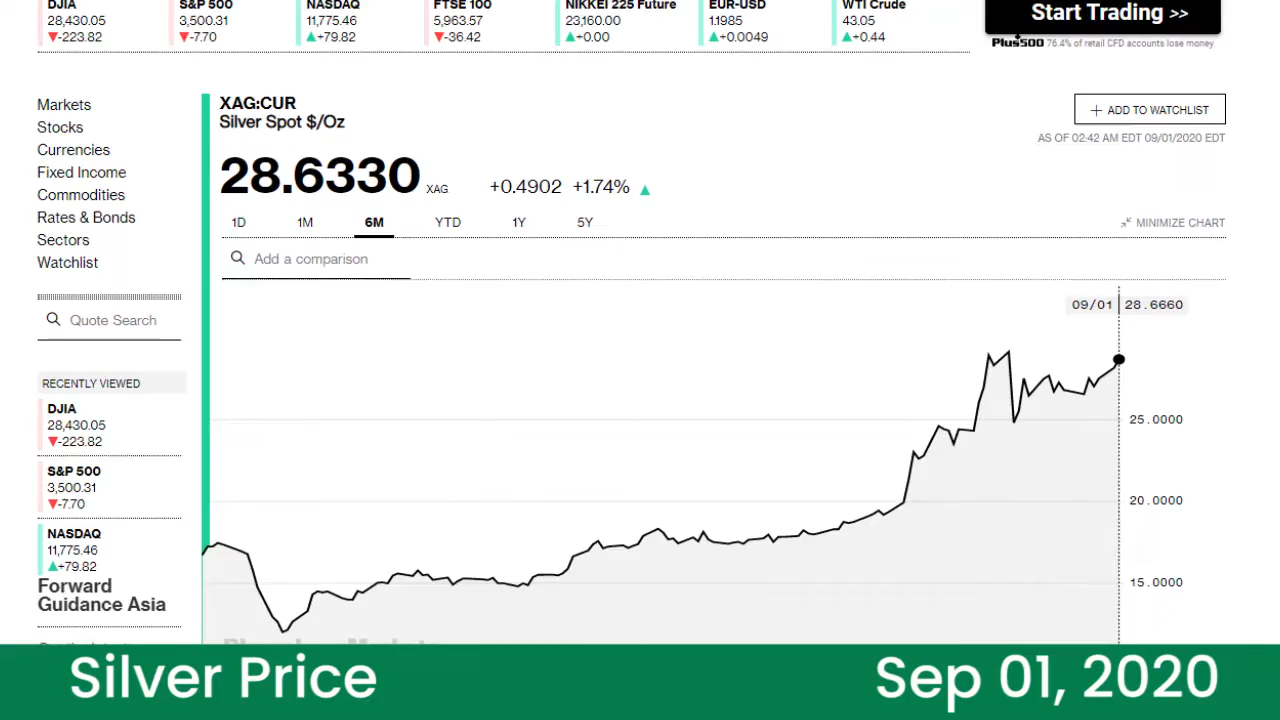 DJIA
28,430.05
▼-223.82
S&P 500
3,500.31
▼-7.70
NASDAQ
11,775.46
▲+79.82
FTSE 100
5,963.57
▼-36.42
NIKKEI 225 Future
23,160.00
▲+0.00
EUR-USD
1.1985
▲+0.0049
WTI Crude
43.05
▲+0.44
Start Trading >>
Plus500 76.4% of retail CFD accounts lose money
Markets
Stocks
Currencies
Fixed Income
Commodities
Rates & Bonds
Sectors
Watchlist
Quote Search
RECENTLY VIEWED
DJIA
28,430.05
▼-223.82
S&P 500
3,500.31
▼-7.70
NASDAQ
11,775.46
▲+79.82
Forward
Guidance Asia
XAG:CUR
Silver Spot $/Oz
+ ADD TO WATCHLIST
AS OF 02:42 AM EDT 09/01/2020 EDT
28.6330 XAG +0.4902 +1.74% ▲
1D 1M 6M YTD 1Y 5Y
MINIMIZE CHART
Add a comparison
09/01 28.6660
25.0000
20.0000
15.0000
Silver Price
Sep 01, 2020